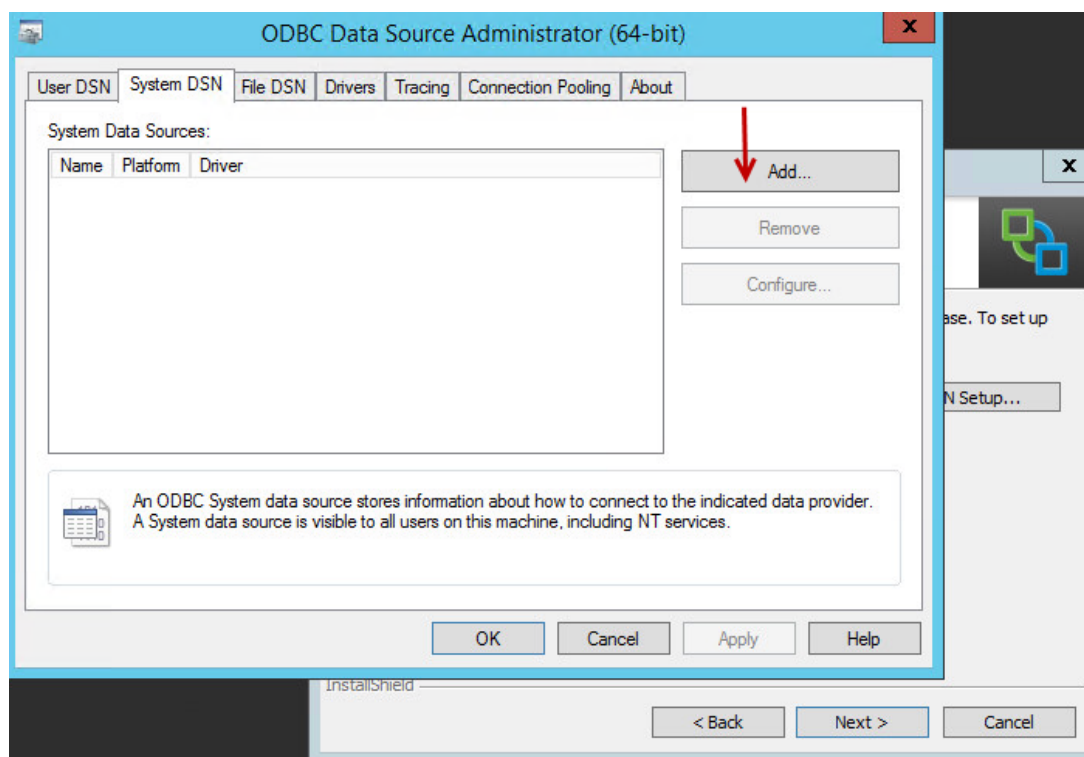 ODBC Data Source Administrator (64-bit)
X
User DSN System DSN File DSN Drivers Tracing Connection Pooling About
System Data Sources:
Name Platform Driver
Add...
Remove
Configure...
An ODBC System data source stores information about how to connect to the indicated data provider.
A System data source is visible to all users on this machine, including NT services.
OK Cancel Apply Help
X
ase. To set up
N Setup...
InstallShield
< Back Next > Cancel